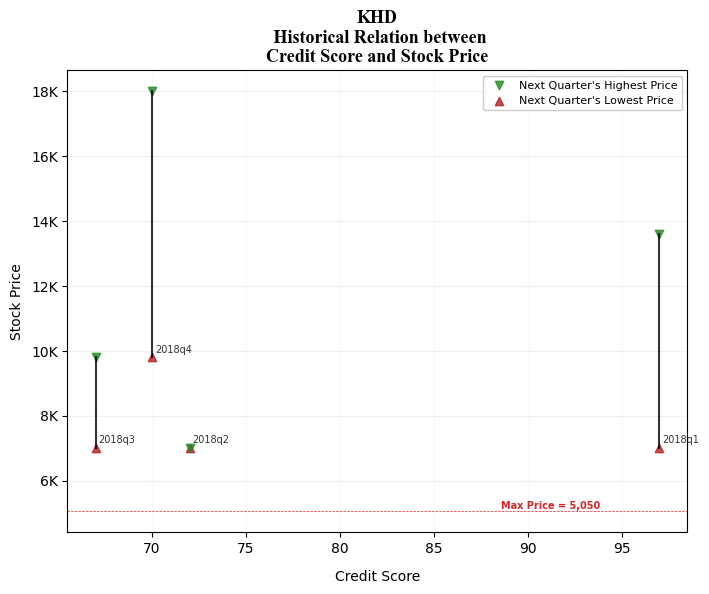 KHD
Historical Relation between
Credit Score and Stock Price
Next Quarter's Highest Price
Next Quarter's Lowest Price
Stock Price
18K
16K
14K
12K
10K
8K
6K
2018q4
2018q3
2018q2
2018q1
Max Price = 5,050
70
75
80
85
90
95
Credit Score